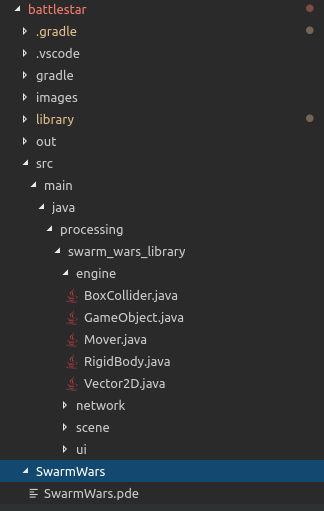 battlestar
.gradle
.vscode
gradle
images
library
out
src
main
java
processing
swarm_wars_library
engine
BoxCollider.java
GameObject.java
Mover.java
RigidBody.java
Vector2D.java
network
scene
ui
SwarmWars
SwarmWars.pde